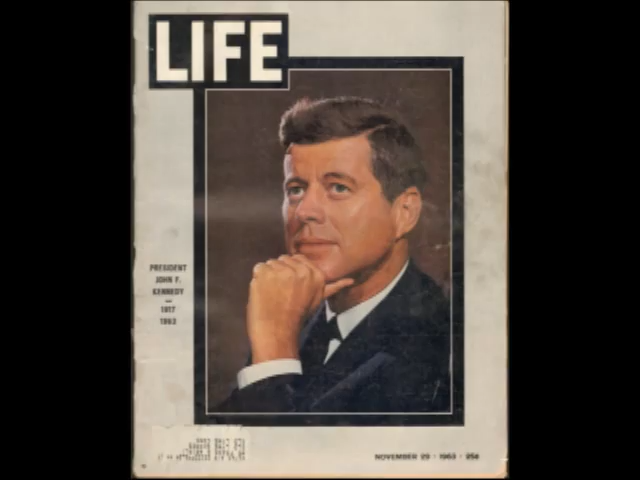 LIFE
PRESIDENT
JOHN F.
KENNEDY
—
1917
1963
NOVEMBER 29 · 1963 · 25¢